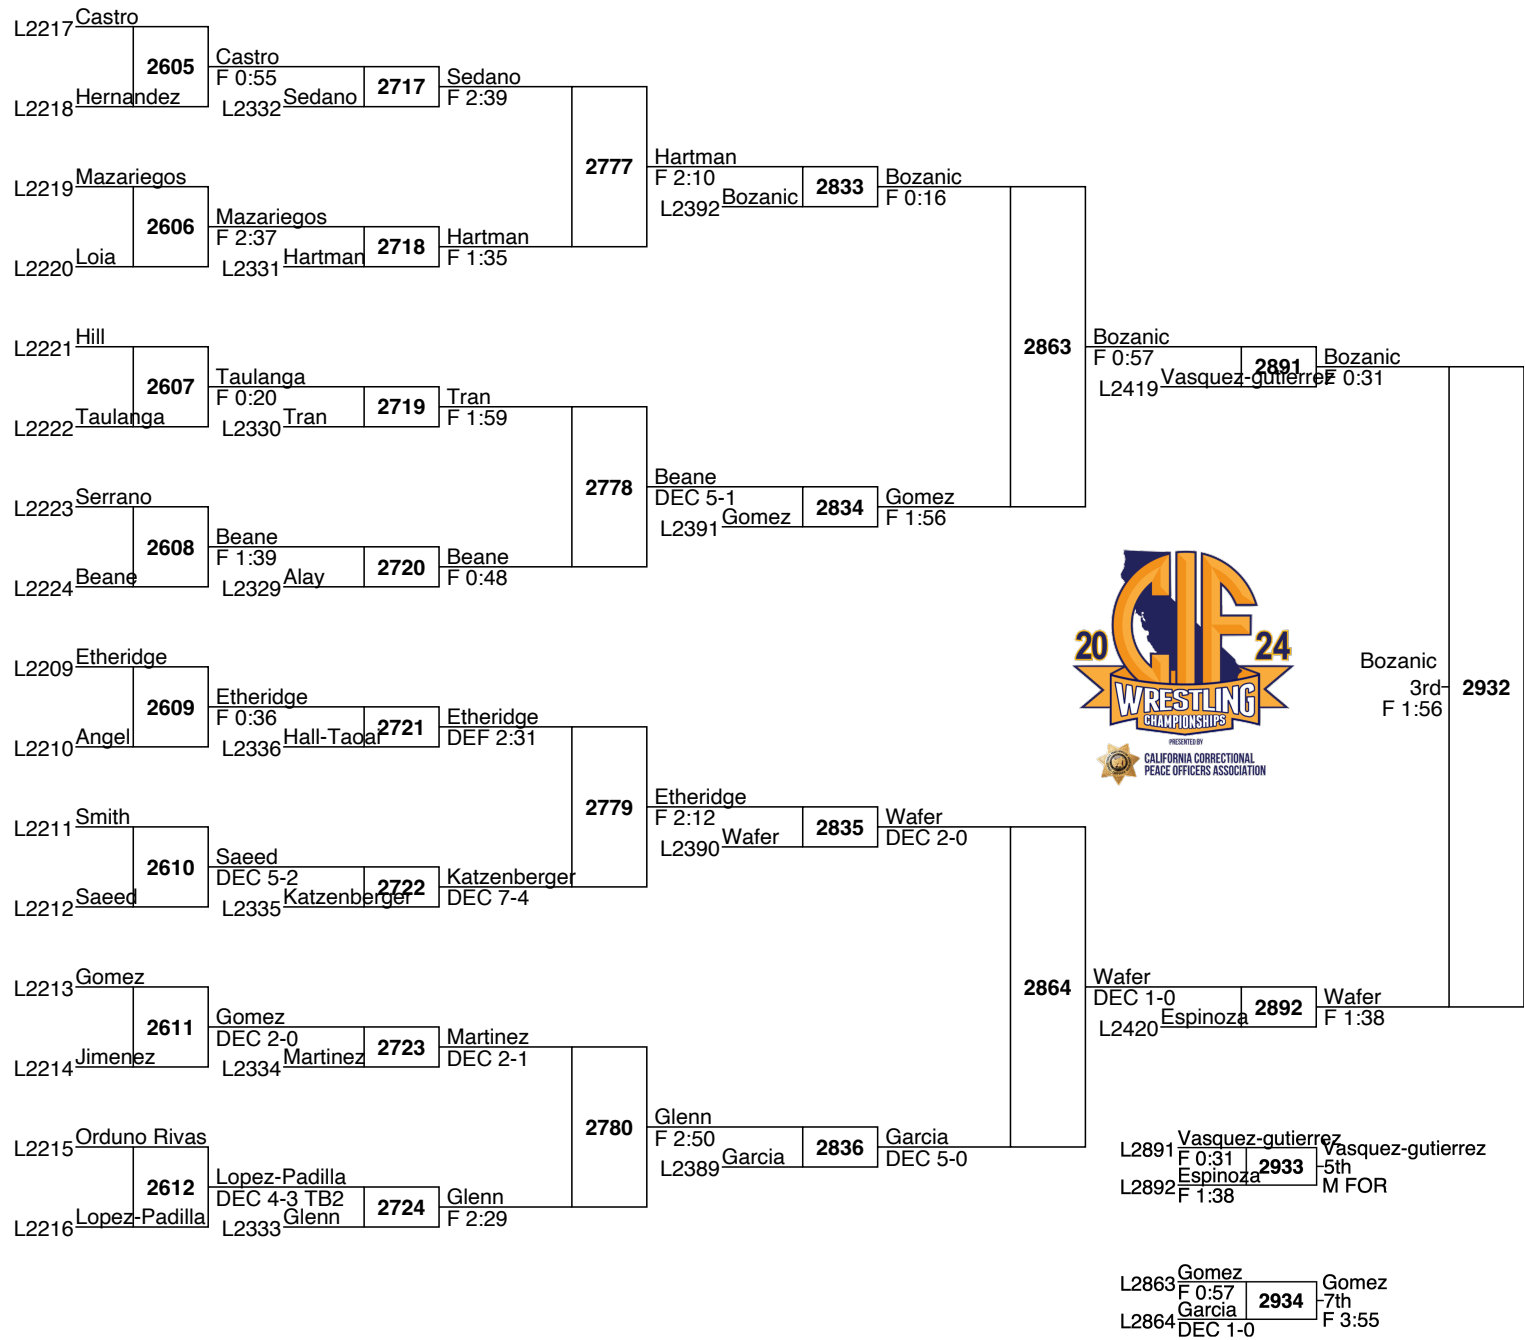 L2217 Castro
2605
Castro
F 0:55
L2218 Hernandez
L2332 Sedano
2717
Sedano
F 2:39
L2219 Mazariegos
2606
Mazariegos
F 2:37
L2220 Loia
L2331 Hartman
2718
Hartman
F 1:35
2777
Hartman
F 2:10
L2392 Bozanic
2833
Bozanic
F 0:16
L2221 Hill
2607
Taulanga
F 0:20
L2222 Taulanga
L2330 Tran
2719
Tran
F 1:59
L2223 Serrano
2608
Beane
F 1:39
L2224 Beane
L2329 Alay
2720
Beane
F 0:48
2778
Beane
DEC 5-1
L2391 Gomez
2834
Gomez
F 1:56
2863
Bozanic
F 0:57
L2419 Vasquez-gutierrez
2891
Bozanic
F 0:31
L2209 Etheridge
2609
Etheridge
F 0:36
L2210 Angel
L2336 Hall-Taoai
2721
Etheridge
DEF 2:31
L2211 Smith
2610
Saeed
DEC 5-2
L2212 Saeed
L2335 Katzenberger
2722
Katzenberger
DEC 7-4
2779
Etheridge
F 2:12
L2390 Wafer
2835
Wafer
DEC 2-0
L2213 Gomez
2611
Gomez
DEC 2-0
L2214 Jimenez
L2334 Martinez
2723
Martinez
DEC 2-1
L2215 Orduno Rivas
2612
Lopez-Padilla
DEC 4-3 TB2
L2216 Lopez-Padilla
L2333 Glenn
2724
Glenn
F 2:29
2780
Glenn
F 2:50
L2389 Garcia
2836
Garcia
DEC 5-0
2864
Wafer
DEC 1-0
L2420 Espinoza
2892
Wafer
F 1:38
20 CIF 24
WRESTLING
CHAMPIONSHIPS
PRESENTED BY
CALIFORNIA CORRECTIONAL
PEACE OFFICERS ASSOCIATION
Bozanic
3rd
F 1:56
2932
L2891 Vasquez-gutierrez
F 0:31
L2892 Espinoza
F 1:38
2933
Vasquez-gutierrez
5th
M FOR
L2863 Gomez
F 0:57
L2864 Garcia
DEC 1-0
2934
Gomez
7th
F 3:55